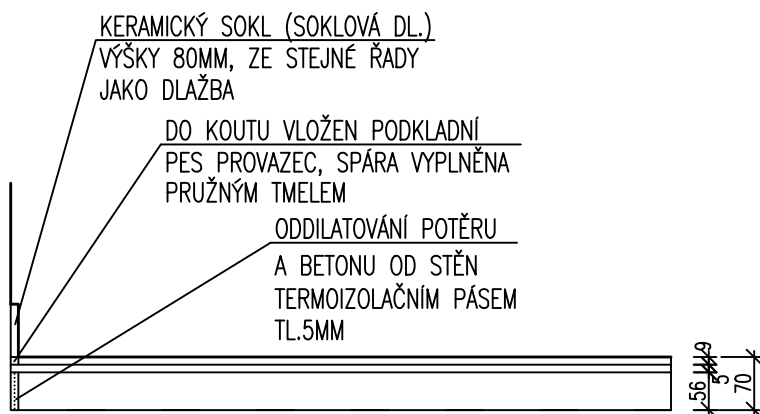 KERAMICKÝ SOKL (SOKLOVÁ DL.)
VÝŠKY 80MM, ZE STEJNÉ ŘADY
JAKO DLAŽBA
DO KOUTU VLOŽEN PODKLADNÍ
PES PROVAZEC, SPÁRA VYPLNĚNA
PRUŽNÝM TMELEM
ODDILATOVÁNÍ POTĚRU
A BETONU OD STĚN
TERMOIZOLAČNÍM PÁSEM
TL.5MM
9
5
56
70